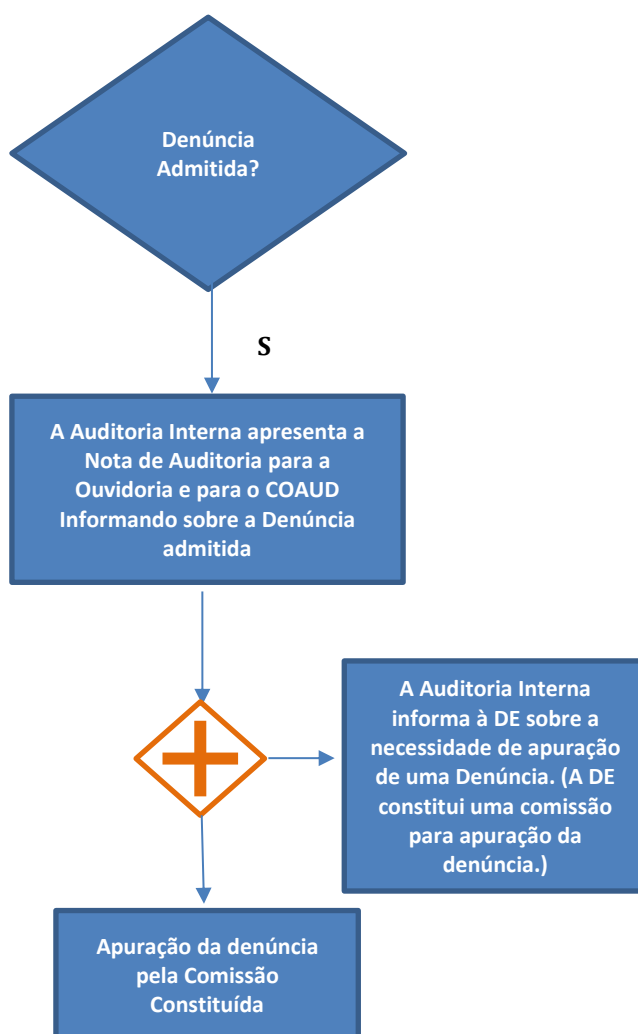 Denúncia
Admitida?
S
A Auditoria Interna apresenta a
Nota de Auditoria para a
Ouvidoria e para o COAUD
Informando sobre a Denúncia
admitida
A Auditoria Interna
informa à DE sobre a
necessidade de apuração
de uma Denúncia. (A DE
constitui uma comissão
para apuração da
denúncia.)
Apuração da denúncia
pela Comissão
Constituída